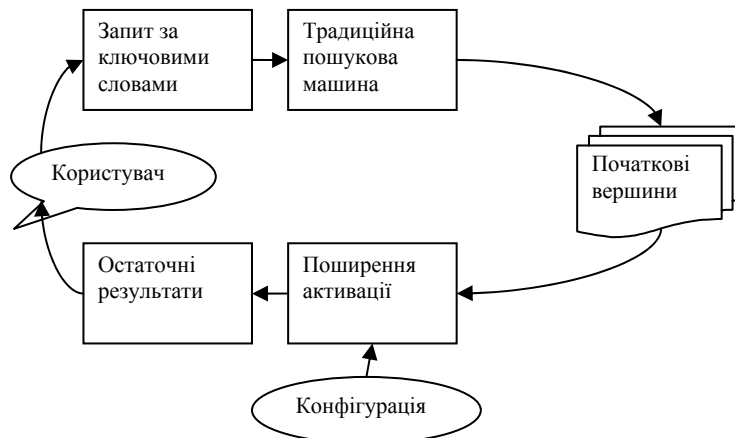 Запит за
ключовими
словами
Традиційна
пошукова
машина
Початкові
вершини
Користувач
Остаточні
результати
Поширення
активації
Конфігурація